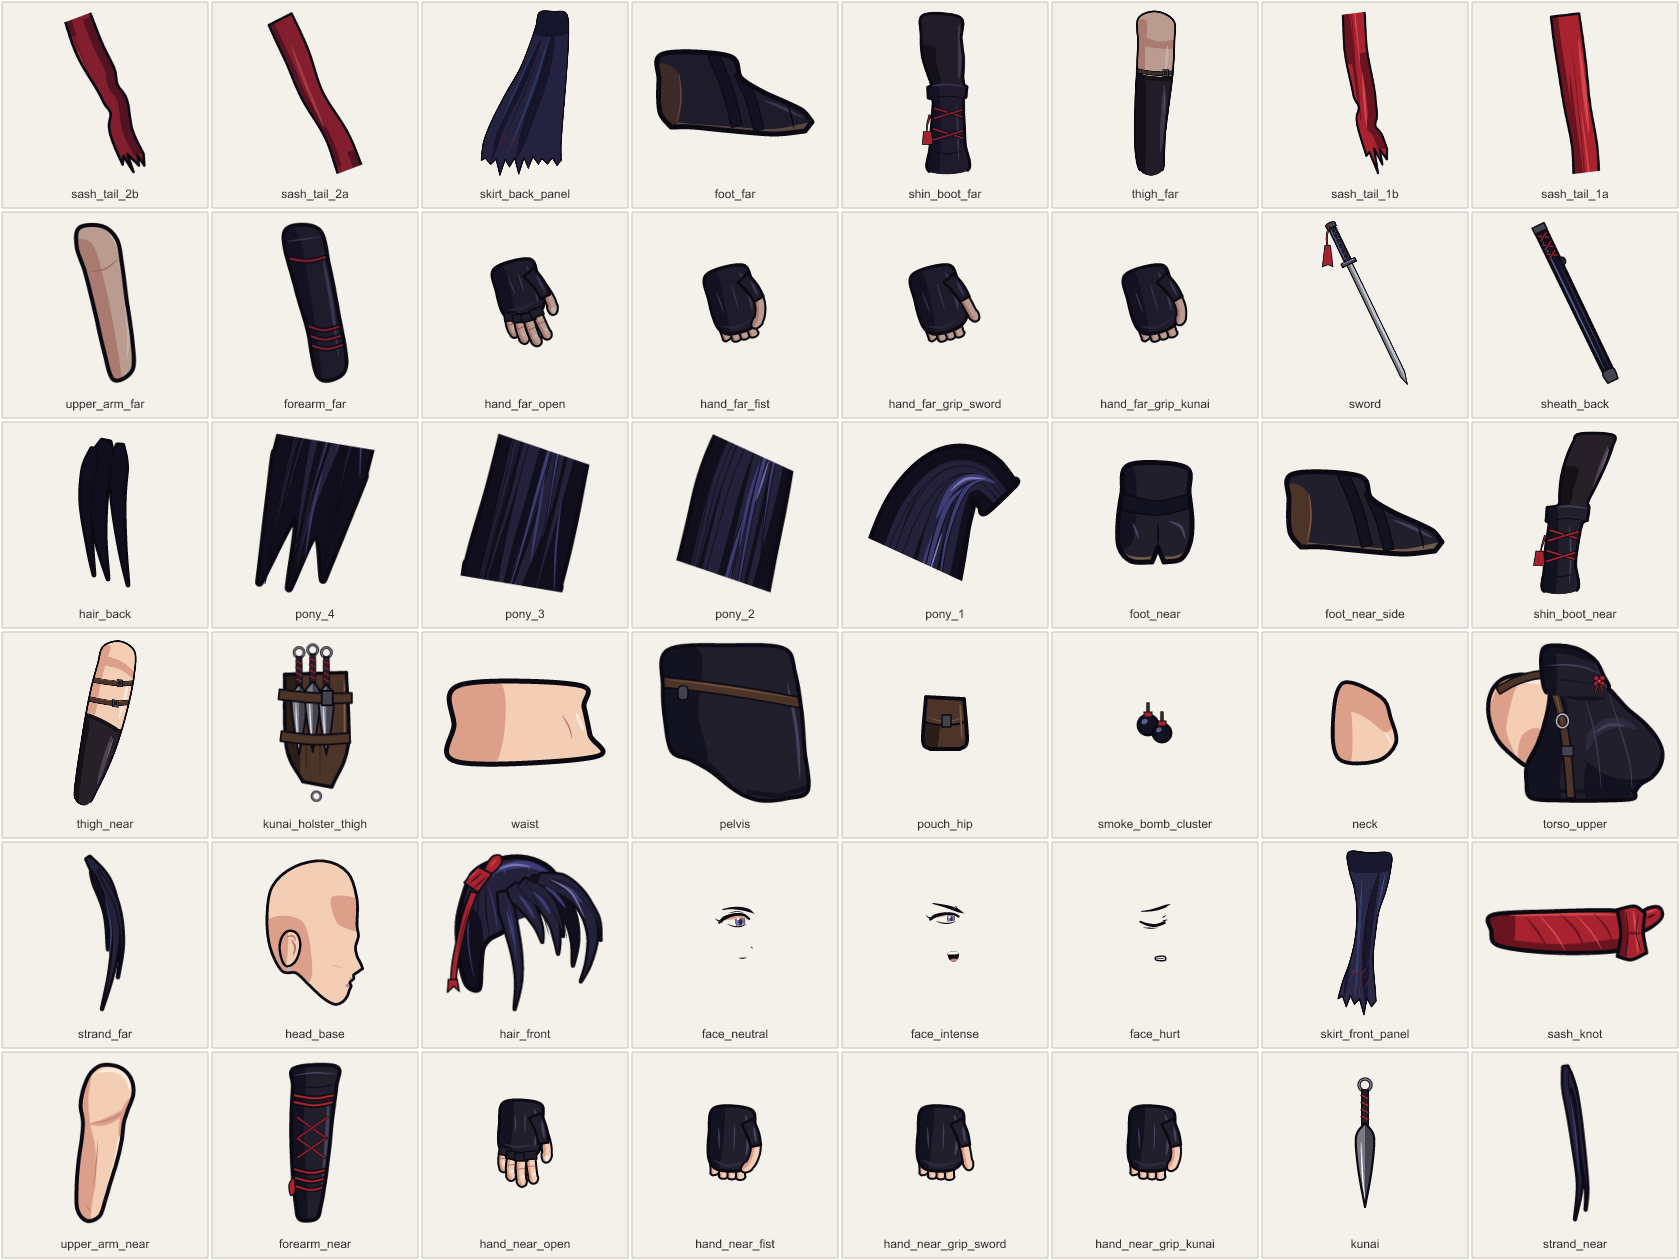 sash_tail_2b
sash_tail_2a
skirt_back_panel
foot_far
shin_boot_far
thigh_far
sash_tail_1b
sash_tail_1a
upper_arm_far
forearm_far
hand_far_open
hand_far_fist
hand_far_grip_sword
hand_far_grip_kunai
sword
sheath_back
hair_back
pony_4
pony_3
pony_2
pony_1
foot_near
foot_near_side
shin_boot_near
thigh_near
kunai_holster_thigh
waist
pelvis
pouch_hip
smoke_bomb_cluster
neck
torso_upper
strand_far
head_base
hair_front
face_neutral
face_intense
face_hurt
skirt_front_panel
sash_knot
upper_arm_near
forearm_near
hand_near_open
hand_near_fist
hand_near_grip_sword
hand_near_grip_kunai
kunai
strand_near